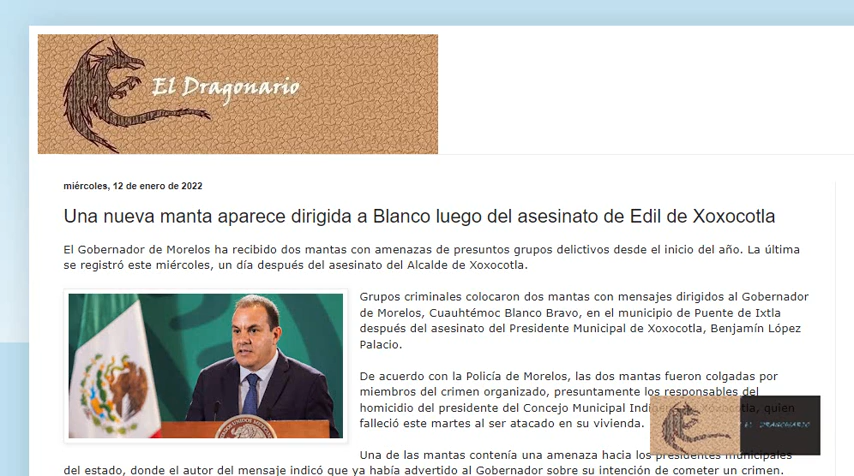 El Dragonario
miércoles, 12 de enero de 2022
Una nueva manta aparece dirigida a Blanco luego del asesinato de Edil de Xoxocotla
El Gobernador de Morelos ha recibido dos mantas con amenazas de presuntos grupos delictivos desde el inicio del año. La última
se registró este miércoles, un día después del asesinato del Alcalde de Xoxocotla.
Grupos criminales colocaron dos mantas con mensajes dirigidos al Gobernador
de Morelos, Cuauhtémoc Blanco Bravo, en el municipio de Puente de Ixtla
después del asesinato del Presidente Municipal de Xoxocotla, Benjamín López
Palacio.
De acuerdo con la Policía de Morelos, las dos mantas fueron colgadas por
miembros del crimen organizado, presuntamente los responsables del
homicidio del presidente del Concejo Municipal Indígena de Xoxocotla, quien
falleció este martes al ser atacado en su vivienda.
EL DRAGONARIO
Una de las mantas contenía una amenaza hacia los presidentes municipales
del estado, donde el autor del mensaje indicó que ya había advertido al Gobernador sobre su intención de cometer un crimen.